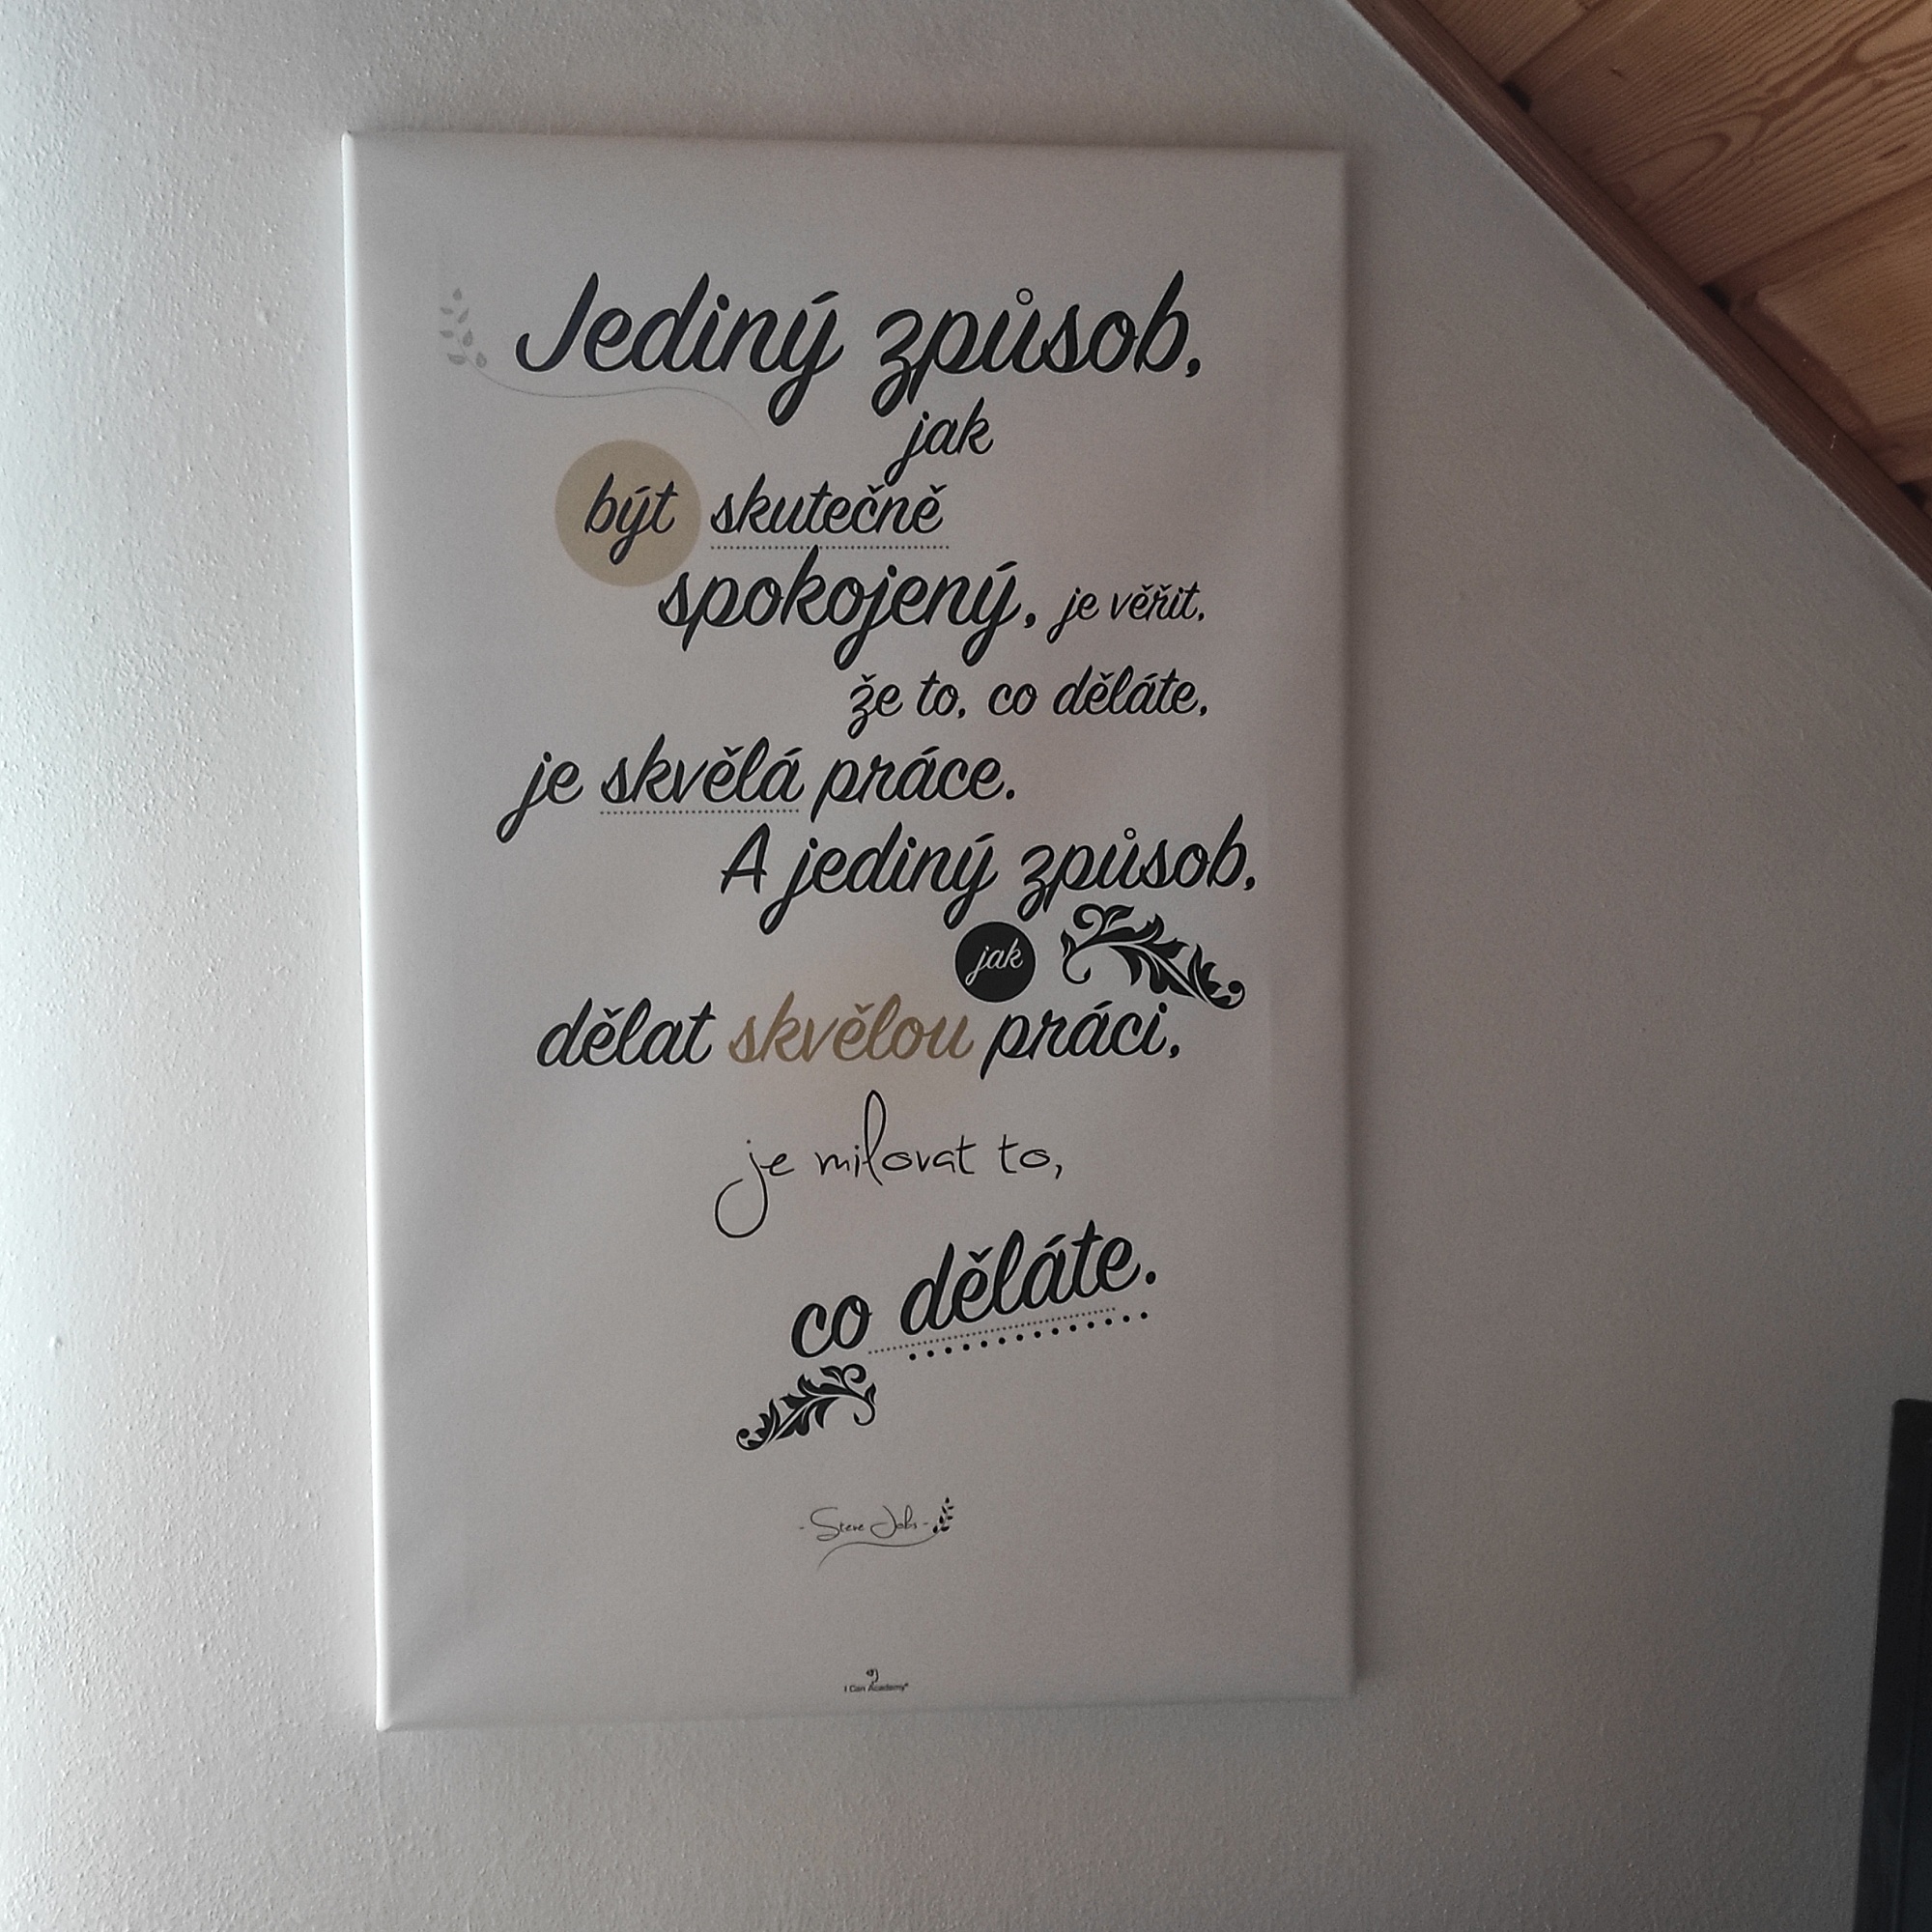 Jediný způsob,
jak
být skutečně
spokojený, je věřit,
že to, co děláte,
je skvělá práce.
A jediný způsob,
jak
dělat skvělou práci,
je milovat to,
co děláte.
- Steve Jobs -
I Can Academy®